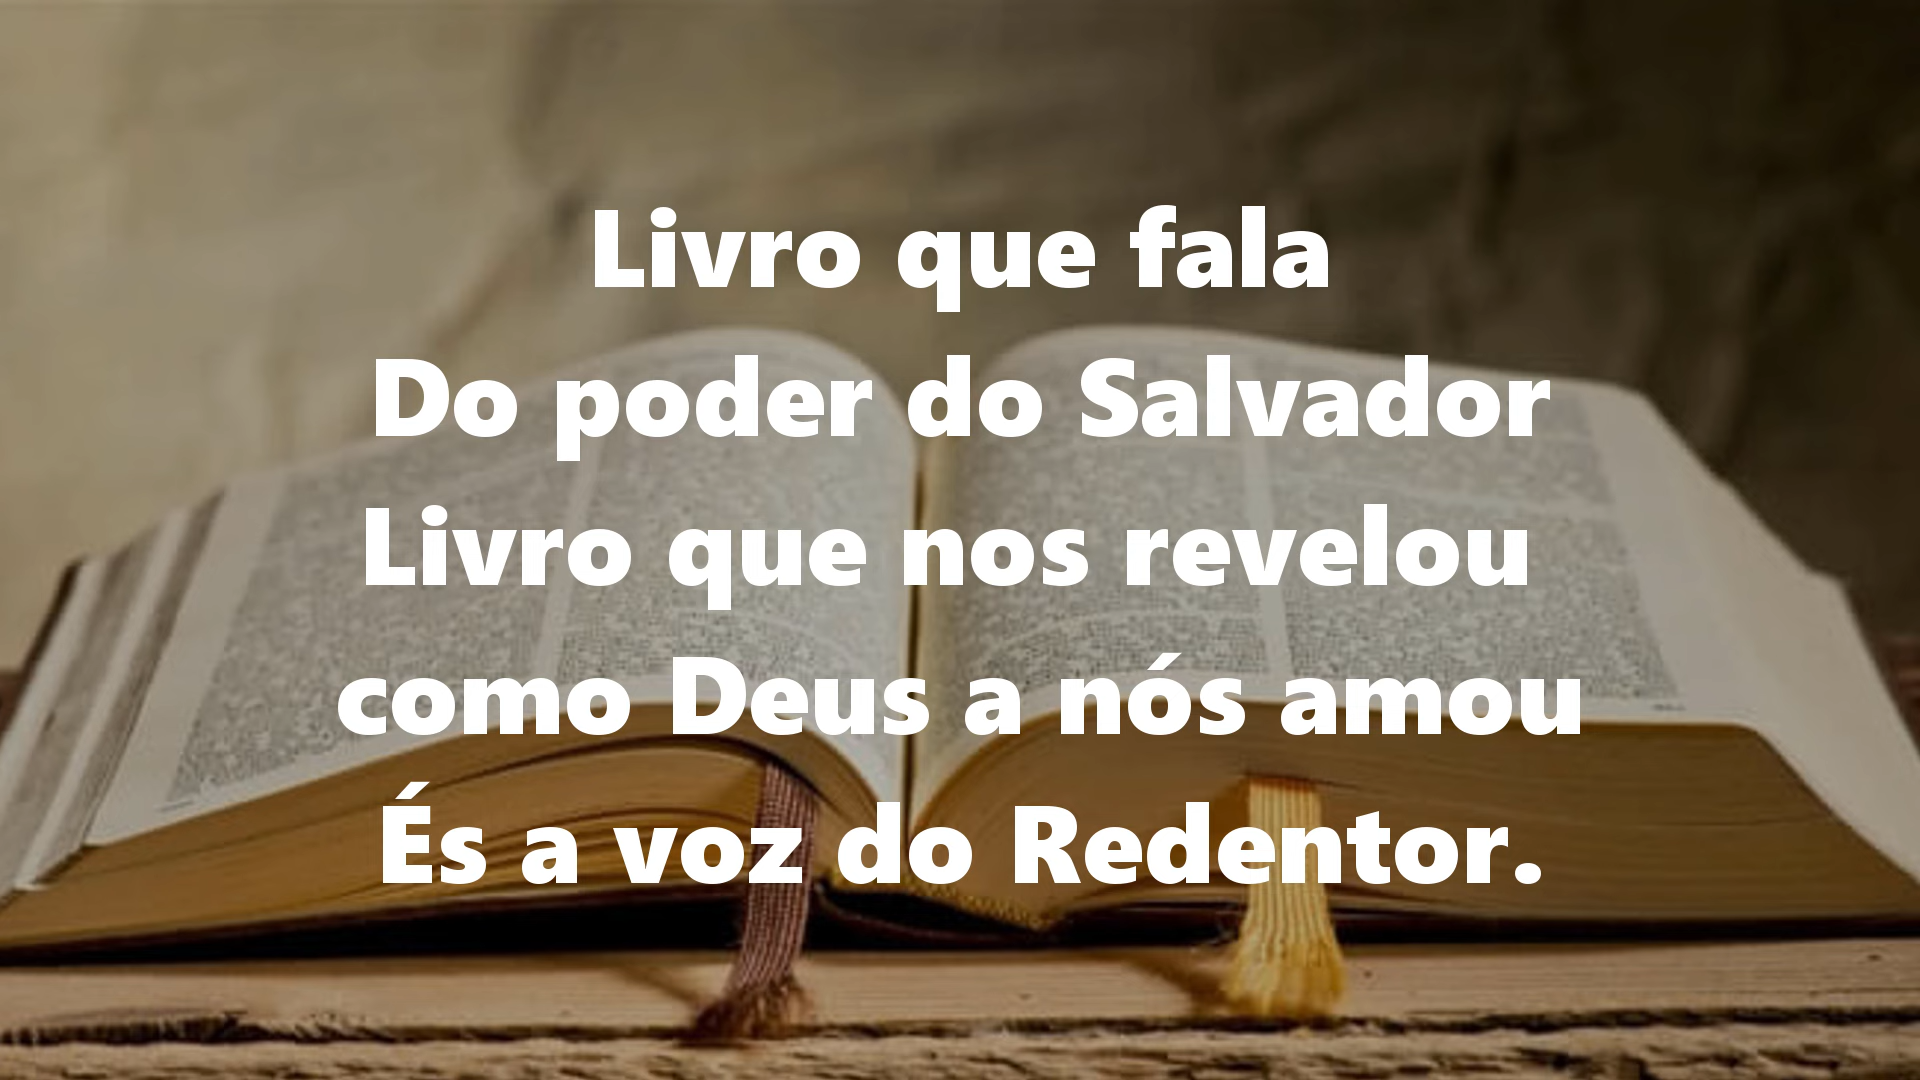 Livro que fala
Do poder do Salvador
Livro que nos revelou
como Deus a nós amou
És a voz do Redentor.